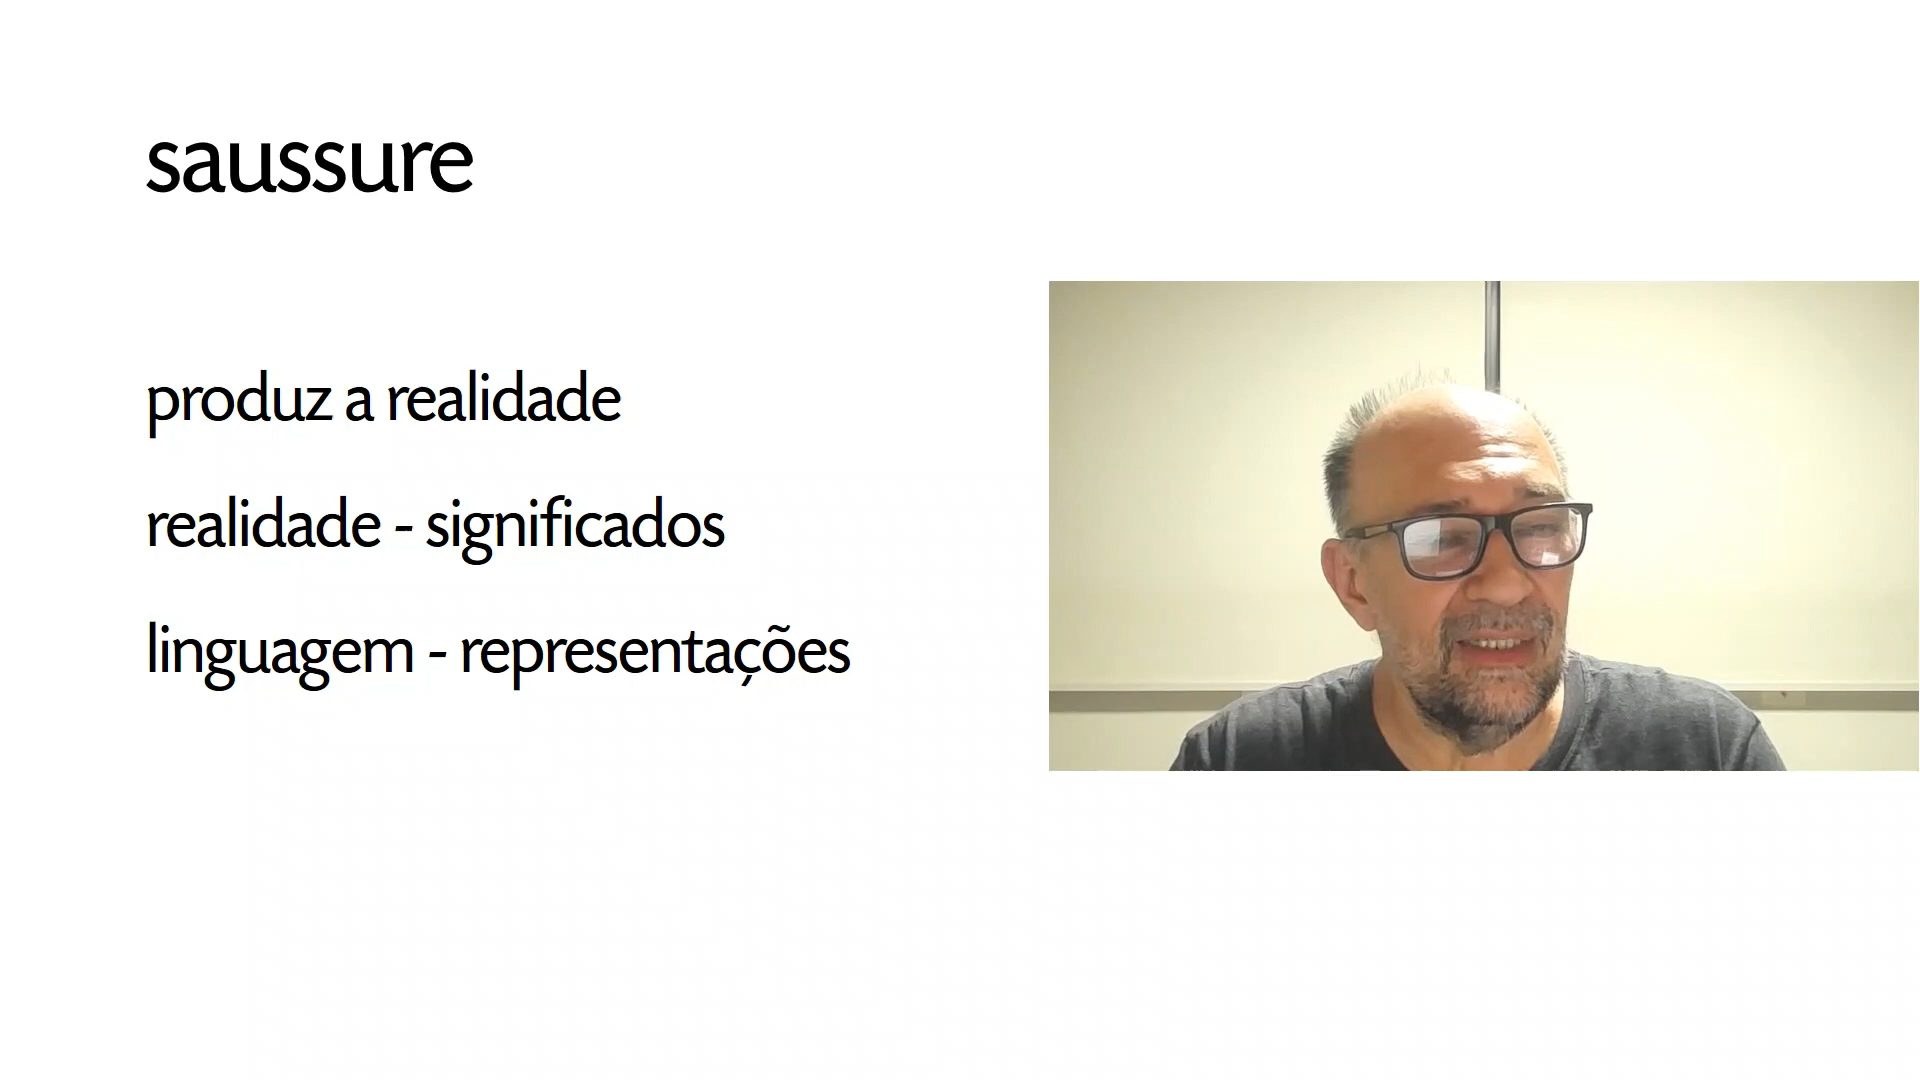 saussure
produz a realidade
realidade - significados
linguagem - representações